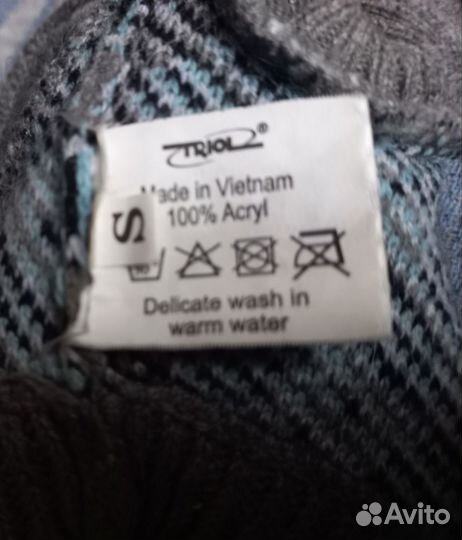 TRIOL®
Made in Vietnam
100% Acryl
S
Delicate wash in
warm water
Avito